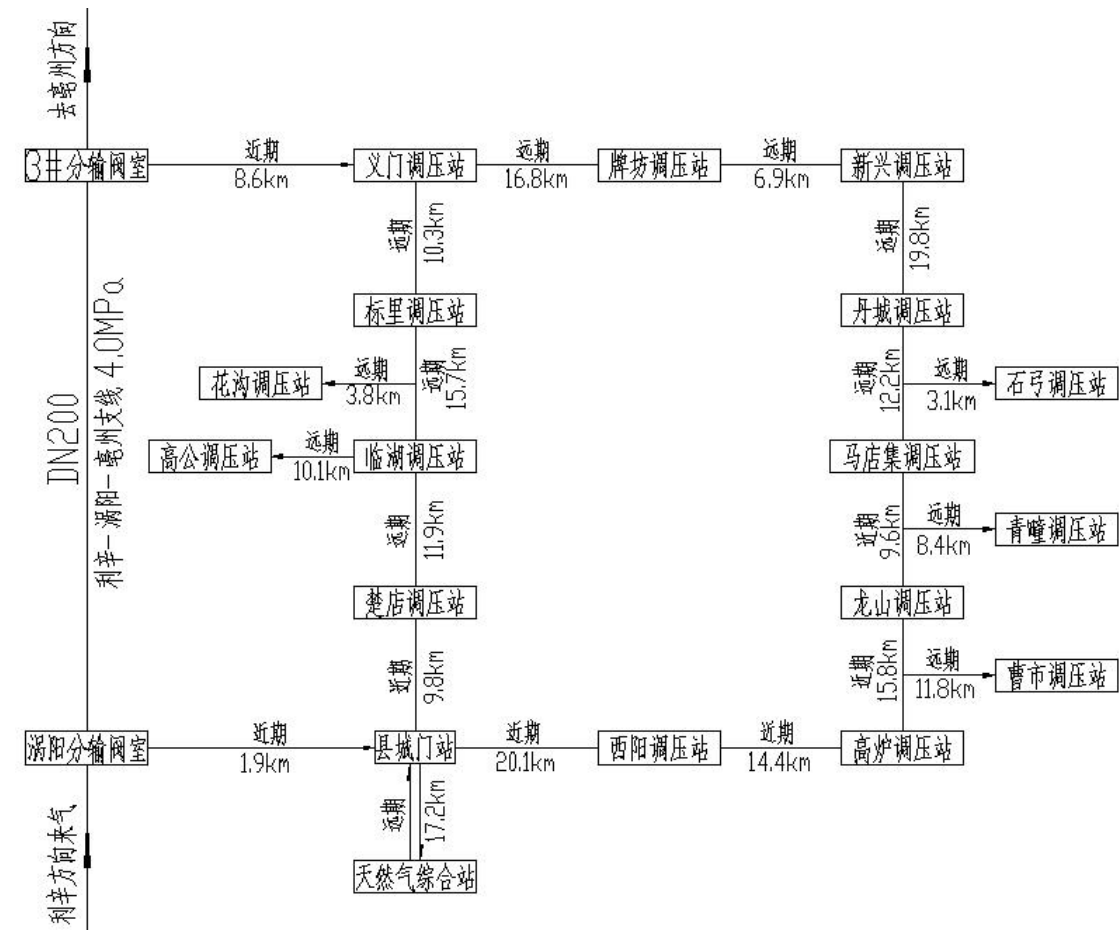 去亳州方向
3#分输阀室
近期
8.6km
义门调压站
远期
16.8km
牌坊调压站
远期
6.9km
新兴调压站
远期
10.3km
远期
19.8km
标里调压站
丹城调压站
花沟调压站
远期
3.8km
远期
15.7km
远期
12.2km
远期
3.1km
石弓调压站
DN200
利辛-涡阳-亳州支线 4.0MPa
高公调压站
远期
10.1km
临湖调压站
马店集调压站
远期
11.9km
近期
9.6km
远期
8.4km
青疃调压站
楚店调压站
龙山调压站
近期
9.8km
近期
15.8km
远期
11.8km
曹市调压站
涡阳分输阀室
近期
1.9km
县城门站
近期
20.1km
西阳调压站
近期
14.4km
高炉调压站
利辛方向来气
远期
17.2km
天然气综合站